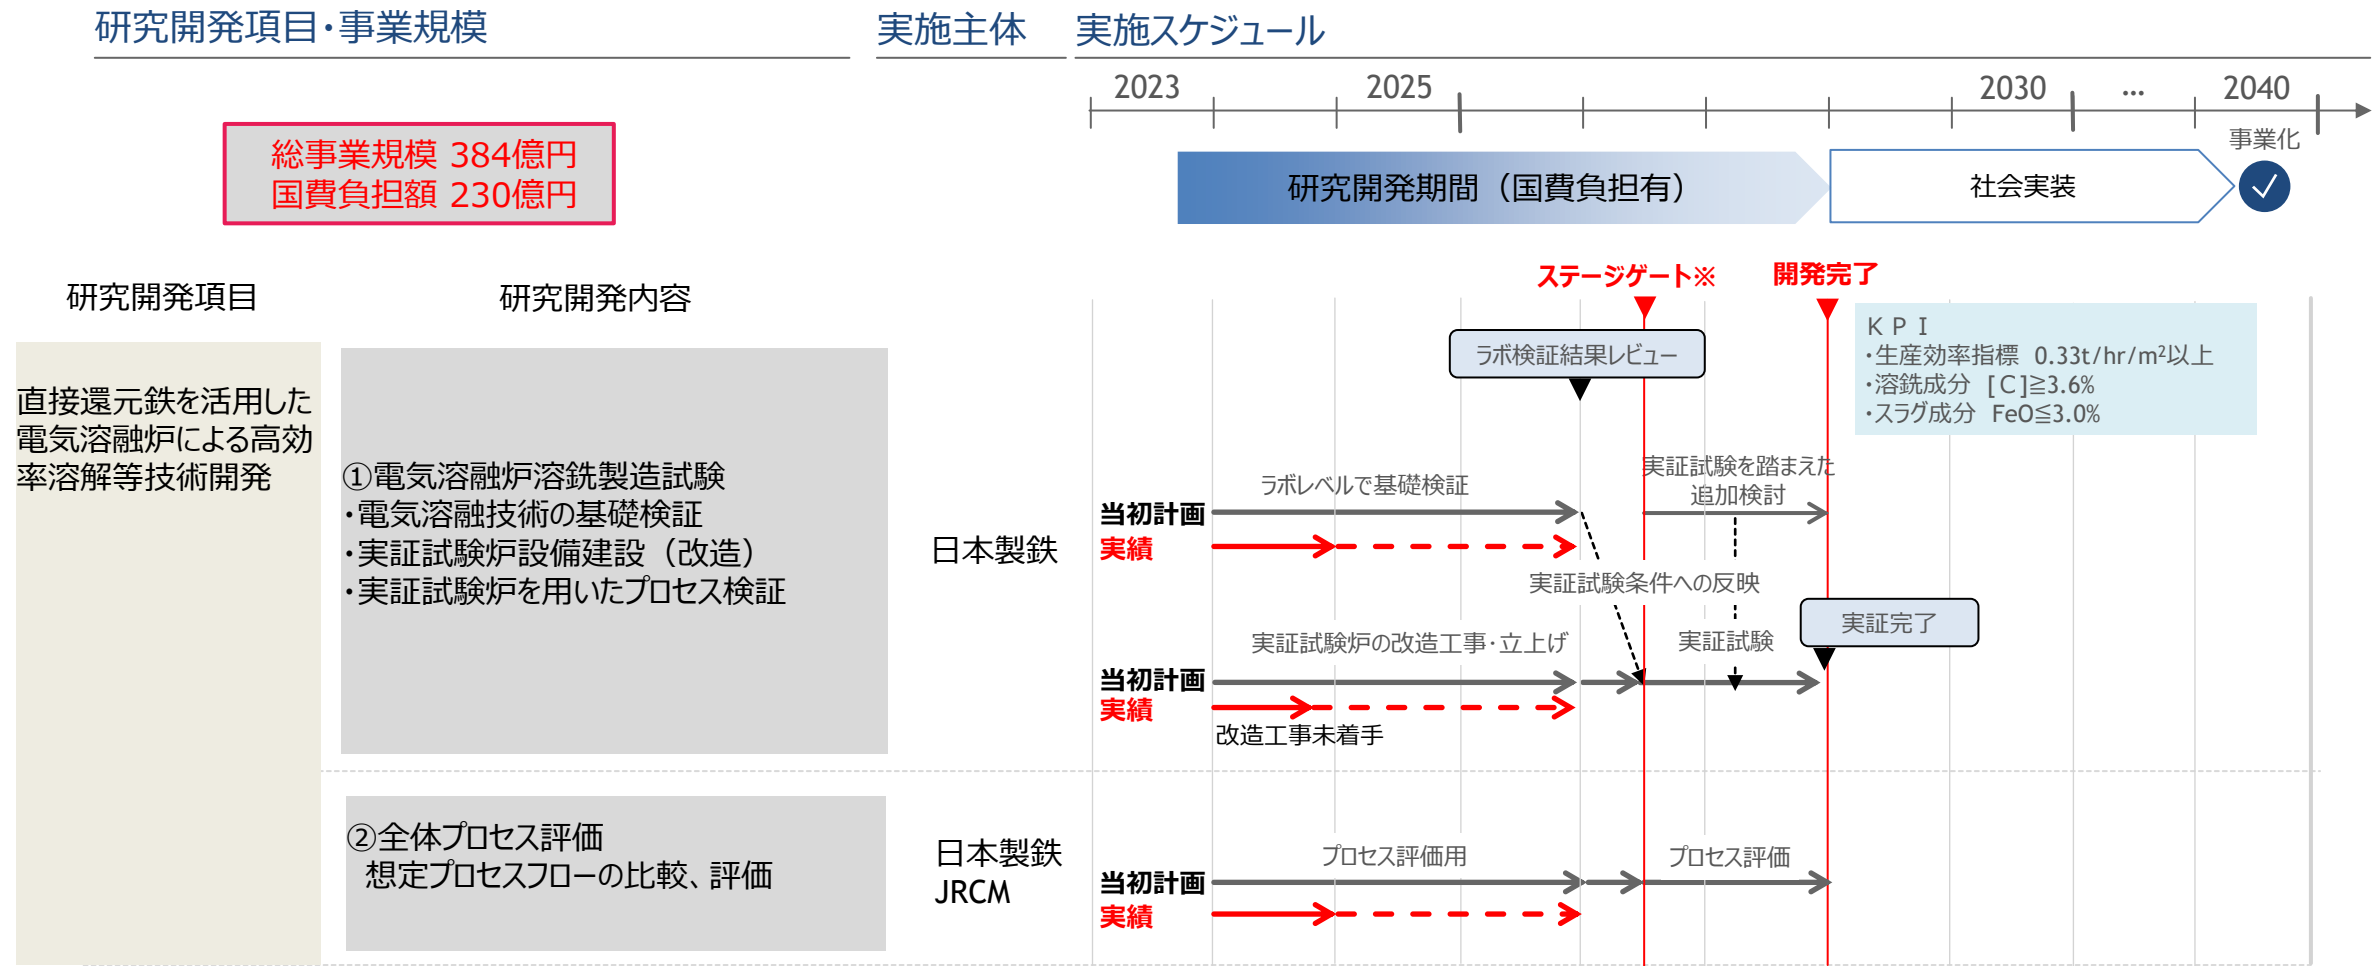 研究開発項目・事業規模
実施主体
実施スケジュール
2023
2025
2030
…
2040
事業化
総事業規模 384億円
国費負担額 230億円
研究開発期間（国費負担有）
社会実装
研究開発項目
研究開発内容
ステージゲート※
開発完了
直接還元鉄を活用した
電気溶融炉による高効
率溶解等技術開発
①電気溶融炉溶銑製造試験
・電気溶融技術の基礎検証
・実証試験炉設備建設（改造）
・実証試験炉を用いたプロセス検証
日本製鉄
ラボ検証結果レビュー
ＫＰＩ
・生産効率指標 0.33t/hr/m²以上
・溶銑成分 [Ｃ]≧3.6%
・スラグ成分 FeO≦3.0%
ラボレベルで基礎検証
実証試験を踏まえた
追加検討
当初計画
実績
実証試験条件への反映
実証完了
実証試験炉の改造工事・立上げ
実証試験
当初計画
実績
改造工事未着手
②全体プロセス評価
想定プロセスフローの比較、評価
日本製鉄
JRCM
プロセス評価用
プロセス評価
当初計画
実績